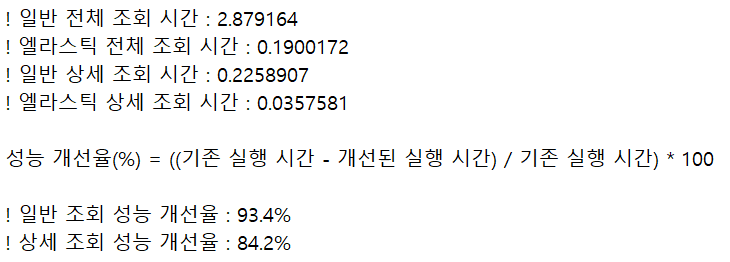 ! 일반 전체 조회 시간 : 2.879164
! 엘라스틱 전체 조회 시간 : 0.1900172
! 일반 상세 조회 시간 : 0.2258907
! 엘라스틱 상세 조회 시간 : 0.0357581
성능 개선율(%) = ((기존 실행 시간 - 개선된 실행 시간) / 기존 실행 시간) * 100
! 일반 조회 성능 개선율 : 93.4%
! 상세 조회 성능 개선율 : 84.2%